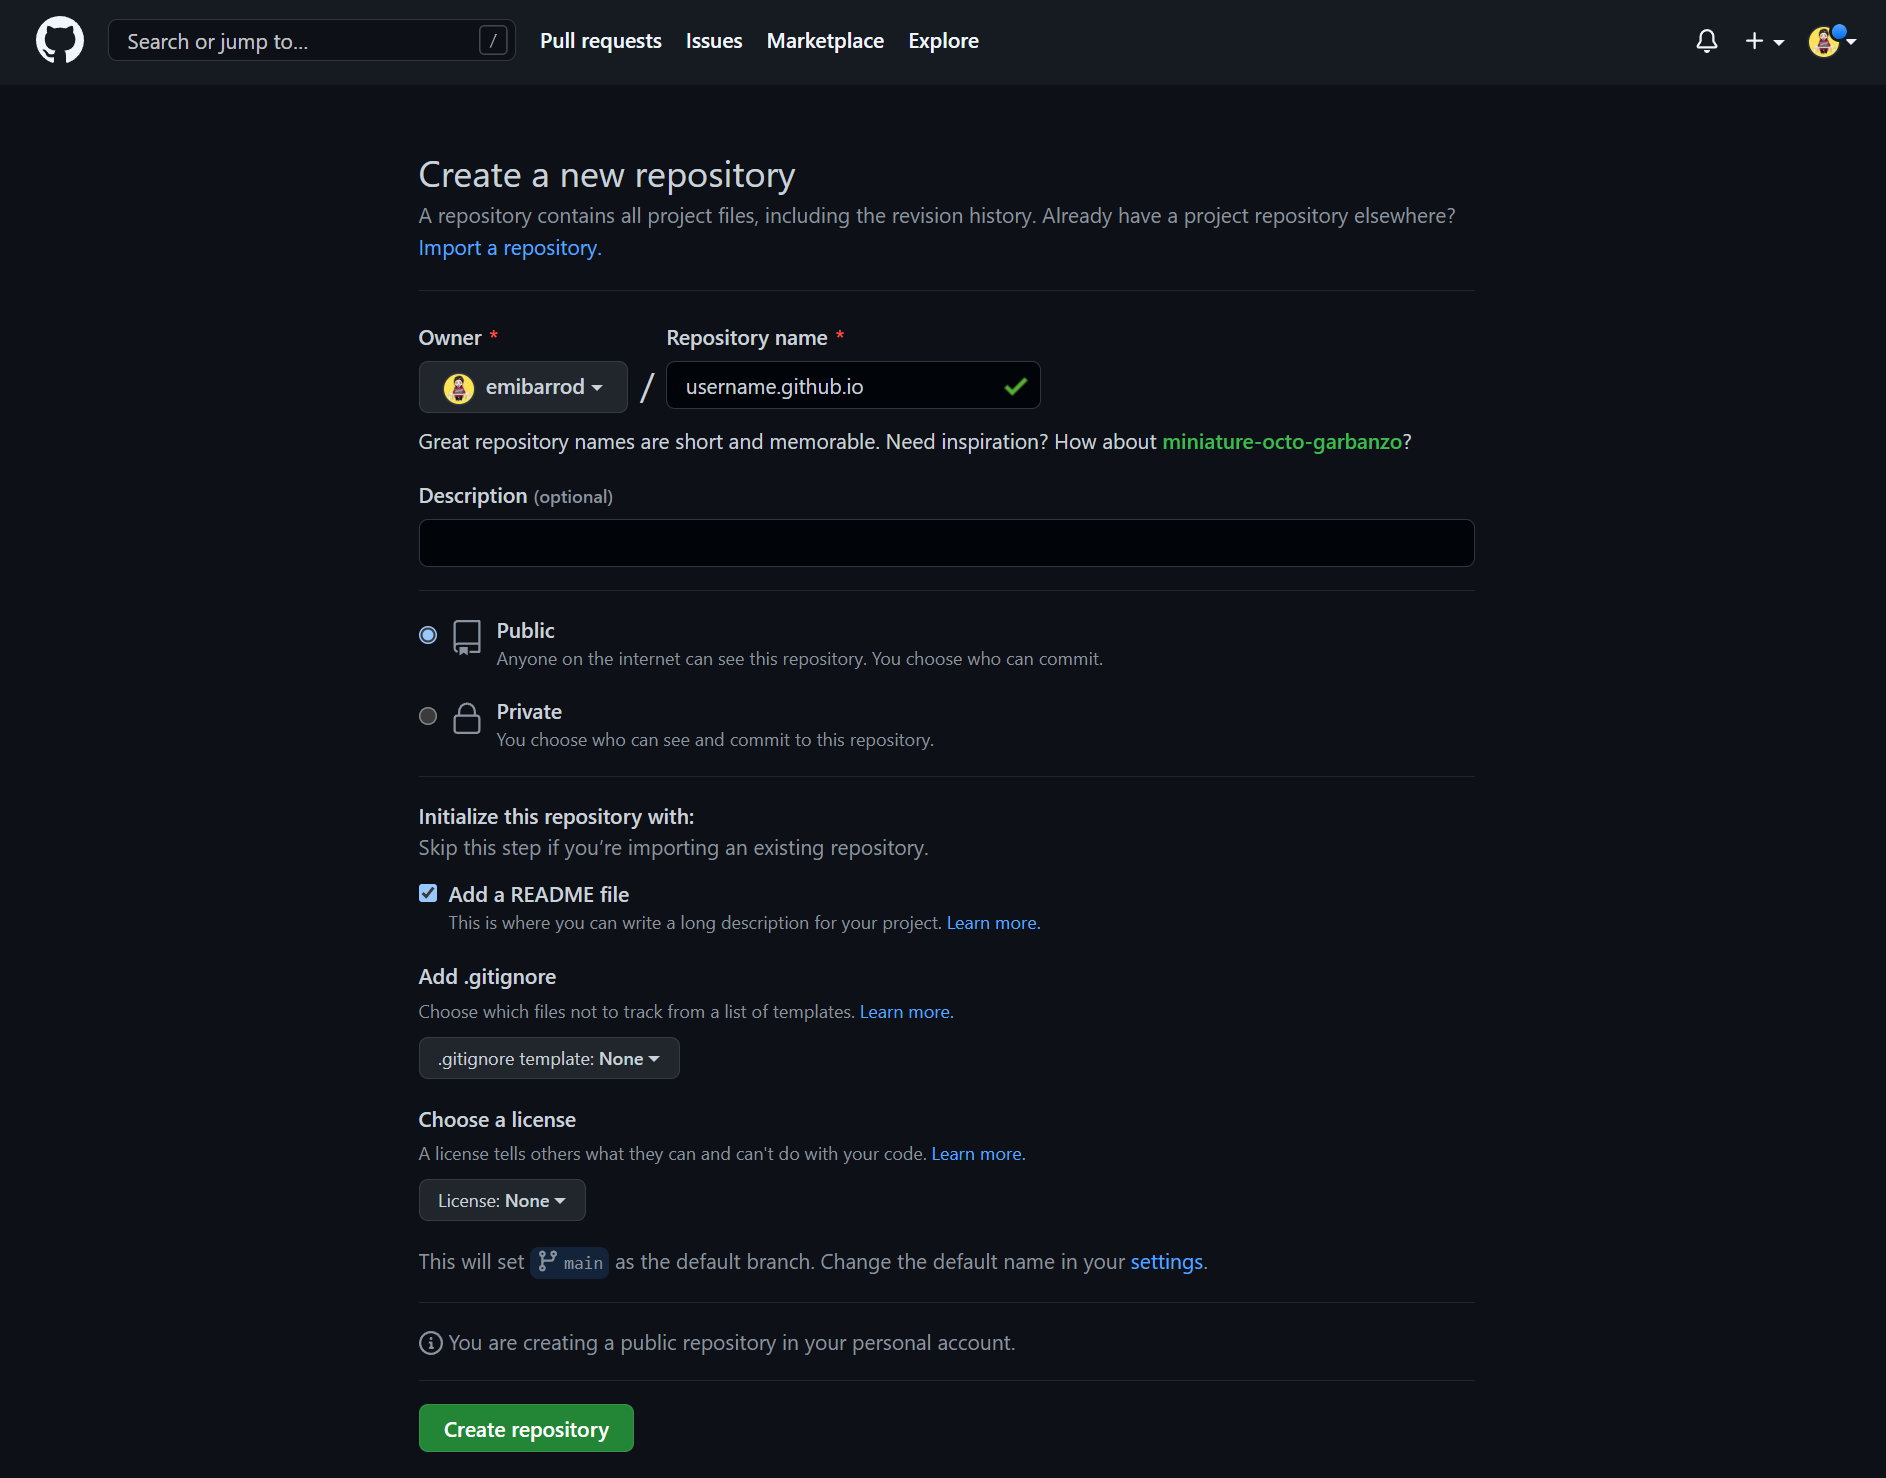 Search or jump to... /
Pull requests Issues Marketplace Explore
Create a new repository
A repository contains all project files, including the revision history. Already have a project repository elsewhere?
Import a repository.
Owner * Repository name *
emibarrod / username.github.io
Great repository names are short and memorable. Need inspiration? How about miniature-octo-garbanzo?
Description (optional)
Public
Anyone on the internet can see this repository. You choose who can commit.
Private
You choose who can see and commit to this repository.
Initialize this repository with:
Skip this step if you’re importing an existing repository.
Add a README file
This is where you can write a long description for your project. Learn more.
Add .gitignore
Choose which files not to track from a list of templates. Learn more.
.gitignore template: None
Choose a license
A license tells others what they can and can't do with your code. Learn more.
License: None
This will set main as the default branch. Change the default name in your settings.
You are creating a public repository in your personal account.
Create repository